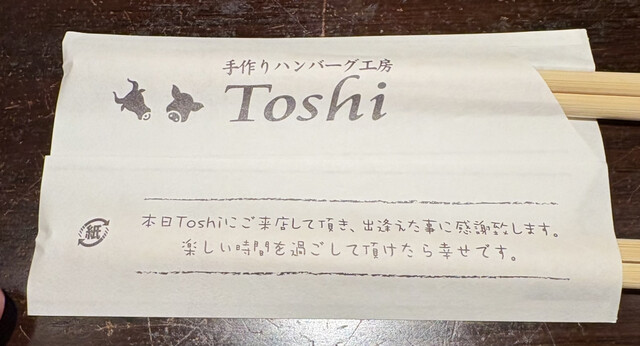 手作りハンバーグ工房
Toshi
紙
本日Toshiにご来店して頂き、出逢えた事に感謝致します。
楽しい時間を過ごして頂けたら幸せです。